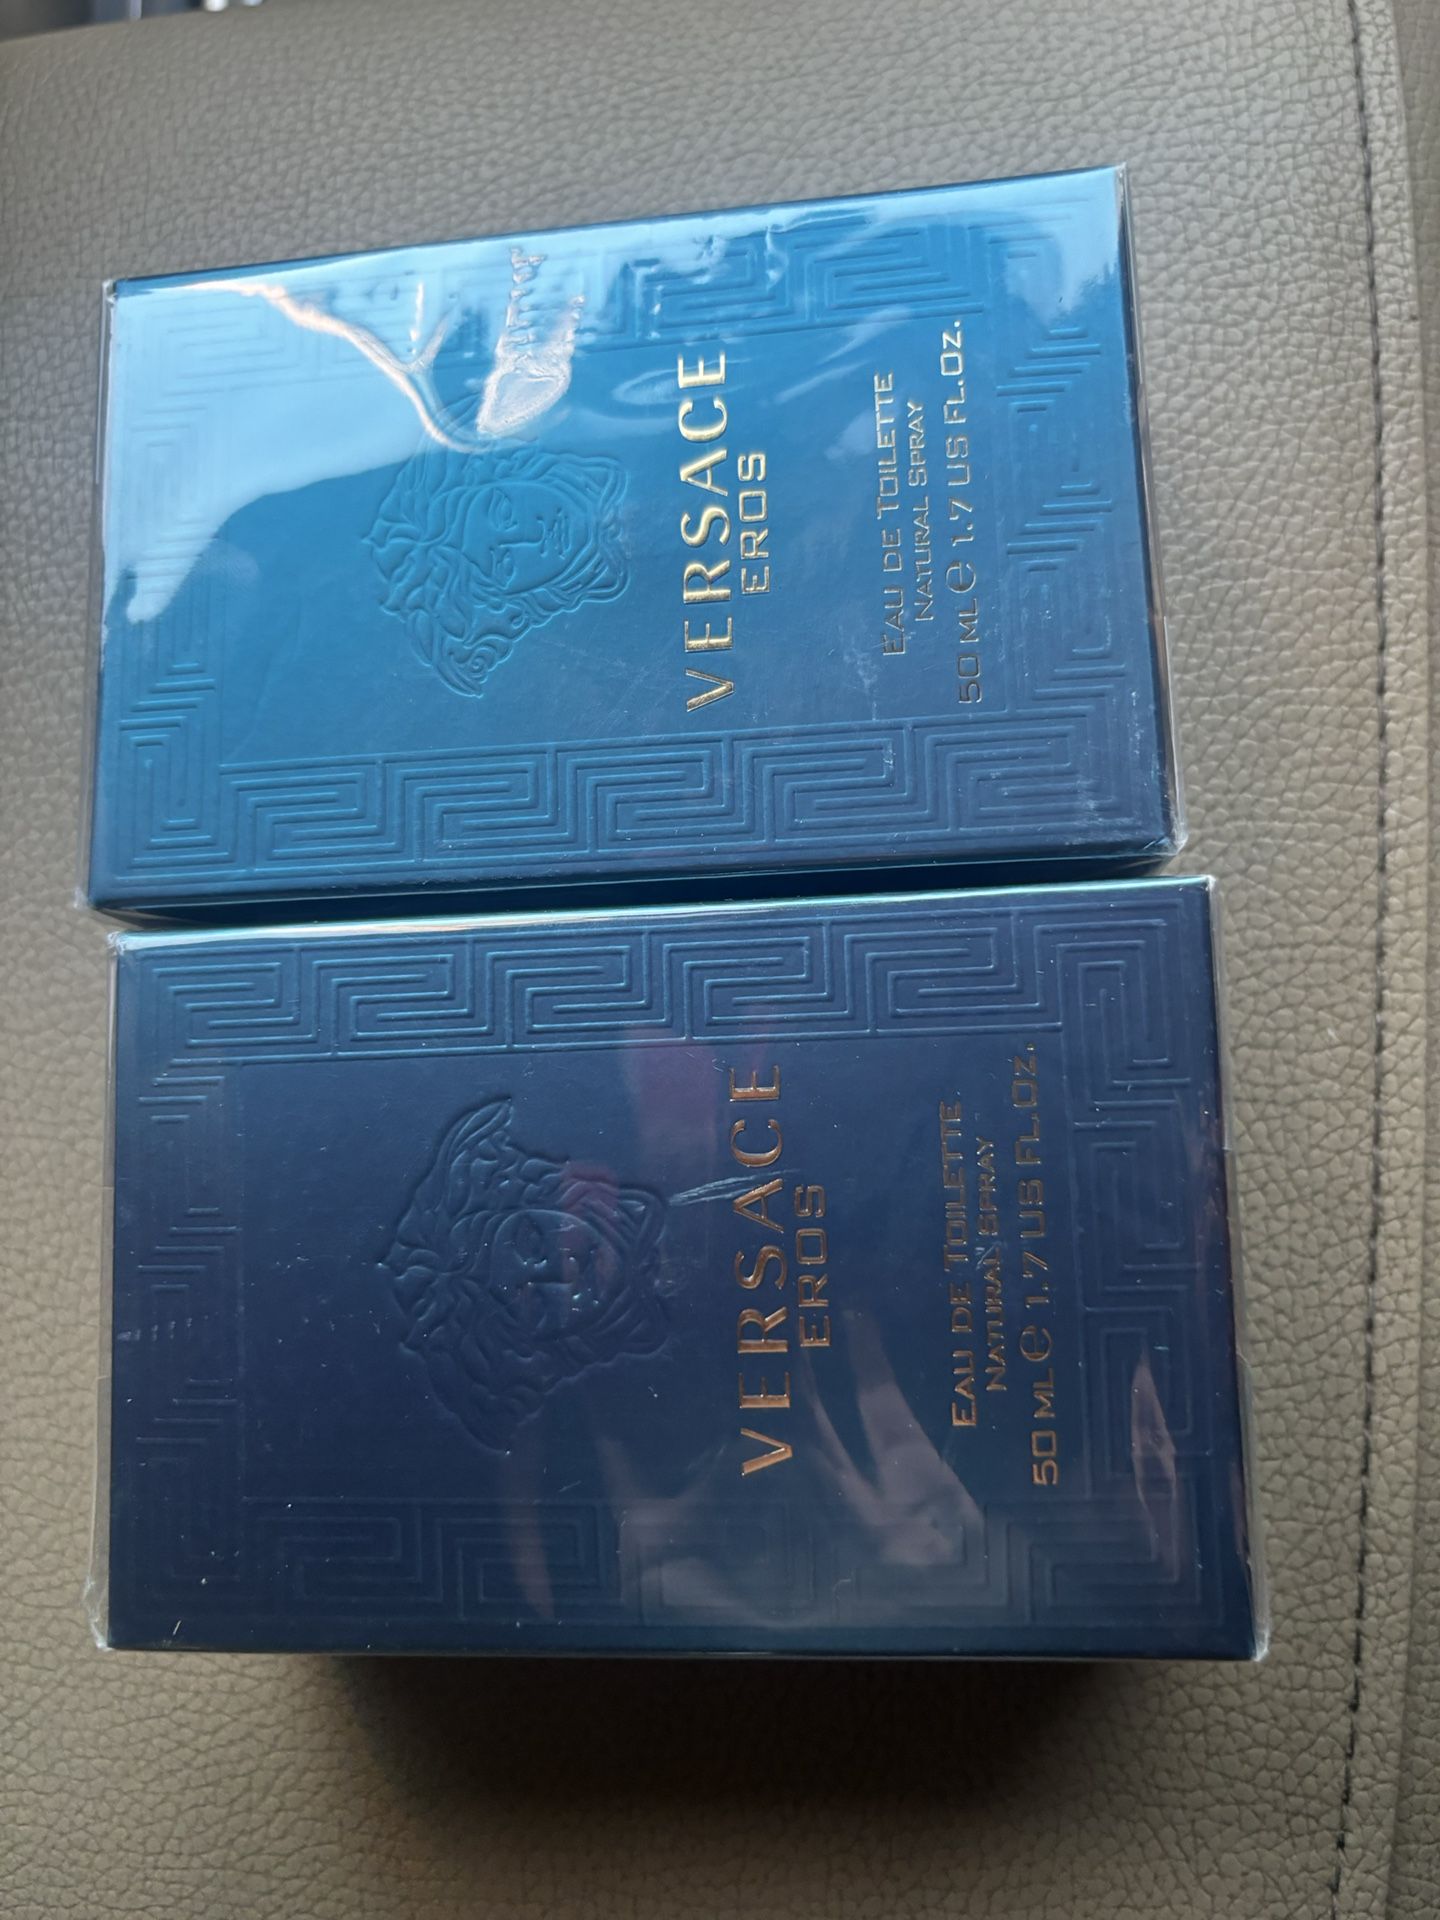 VERSACE
EROS
EAU DE TOILETTE
NATURAL SPRAY
50 ML e 1.7 US FL.OZ.
VERSACE
EROS
EAU DE TOILETTE
NATURAL SPRAY
50 ML e 1.7 US FL.OZ.